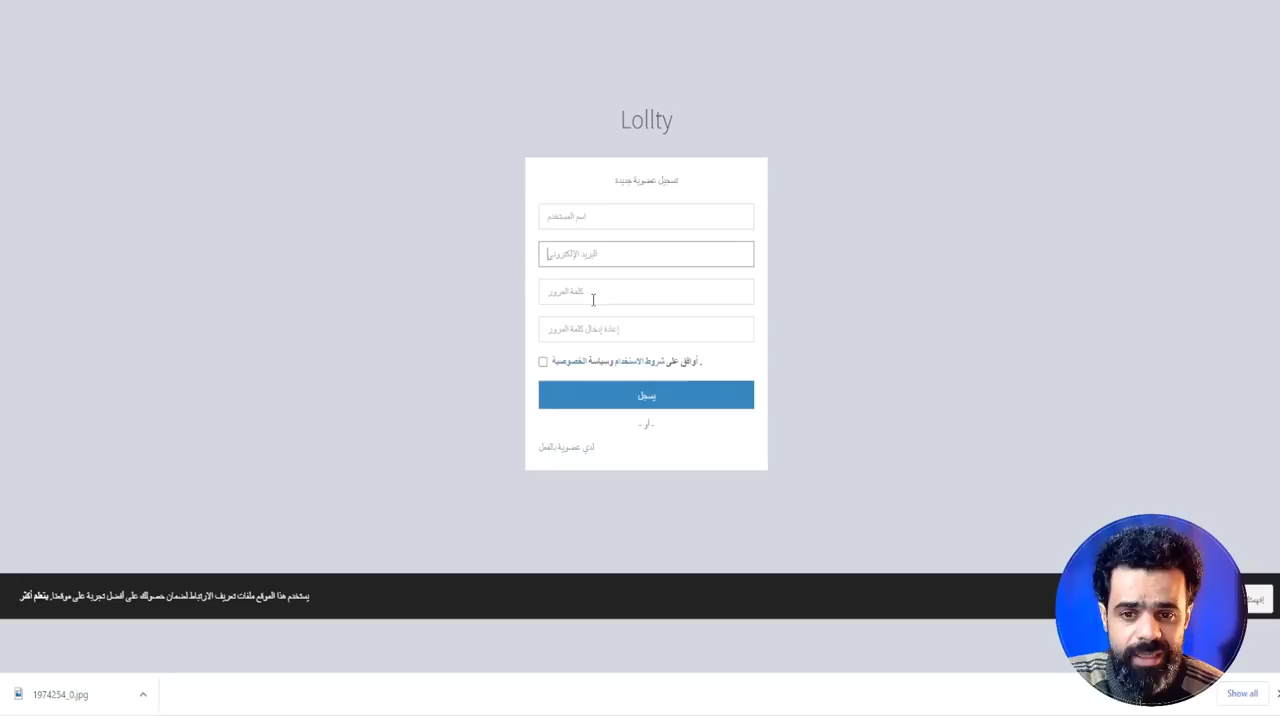 Lollty
تسجيل عضوية جديدة
اسم المستخدم
البريد الإلكتروني
كلمة المرور
إعادة إدخال كلمة المرور
أوافق على شروط الاستخدام وسياسة الخصوصية .
يسجل
- أو -
لدي عضوية بالفعل
يستخدم هذا الموقع ملفات تعريف الارتباط لضمان حصولك على أفضل تجربة على موقعنا. يتعلم أكثر
1974254_0.jpg
Show all